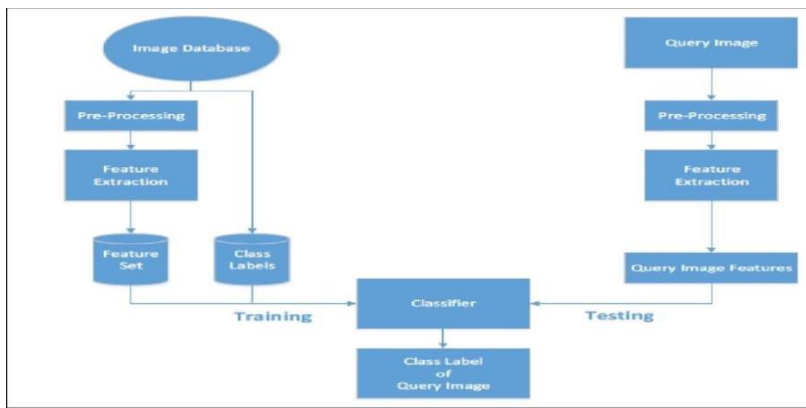 Image Database
Pre-Processing
Feature
Extraction
Feature
Set
Class
Labels
Training
Query Image
Pre-Processing
Feature
Extraction
Query Image Features
Testing
Classifier
Class Label
of
Query Image